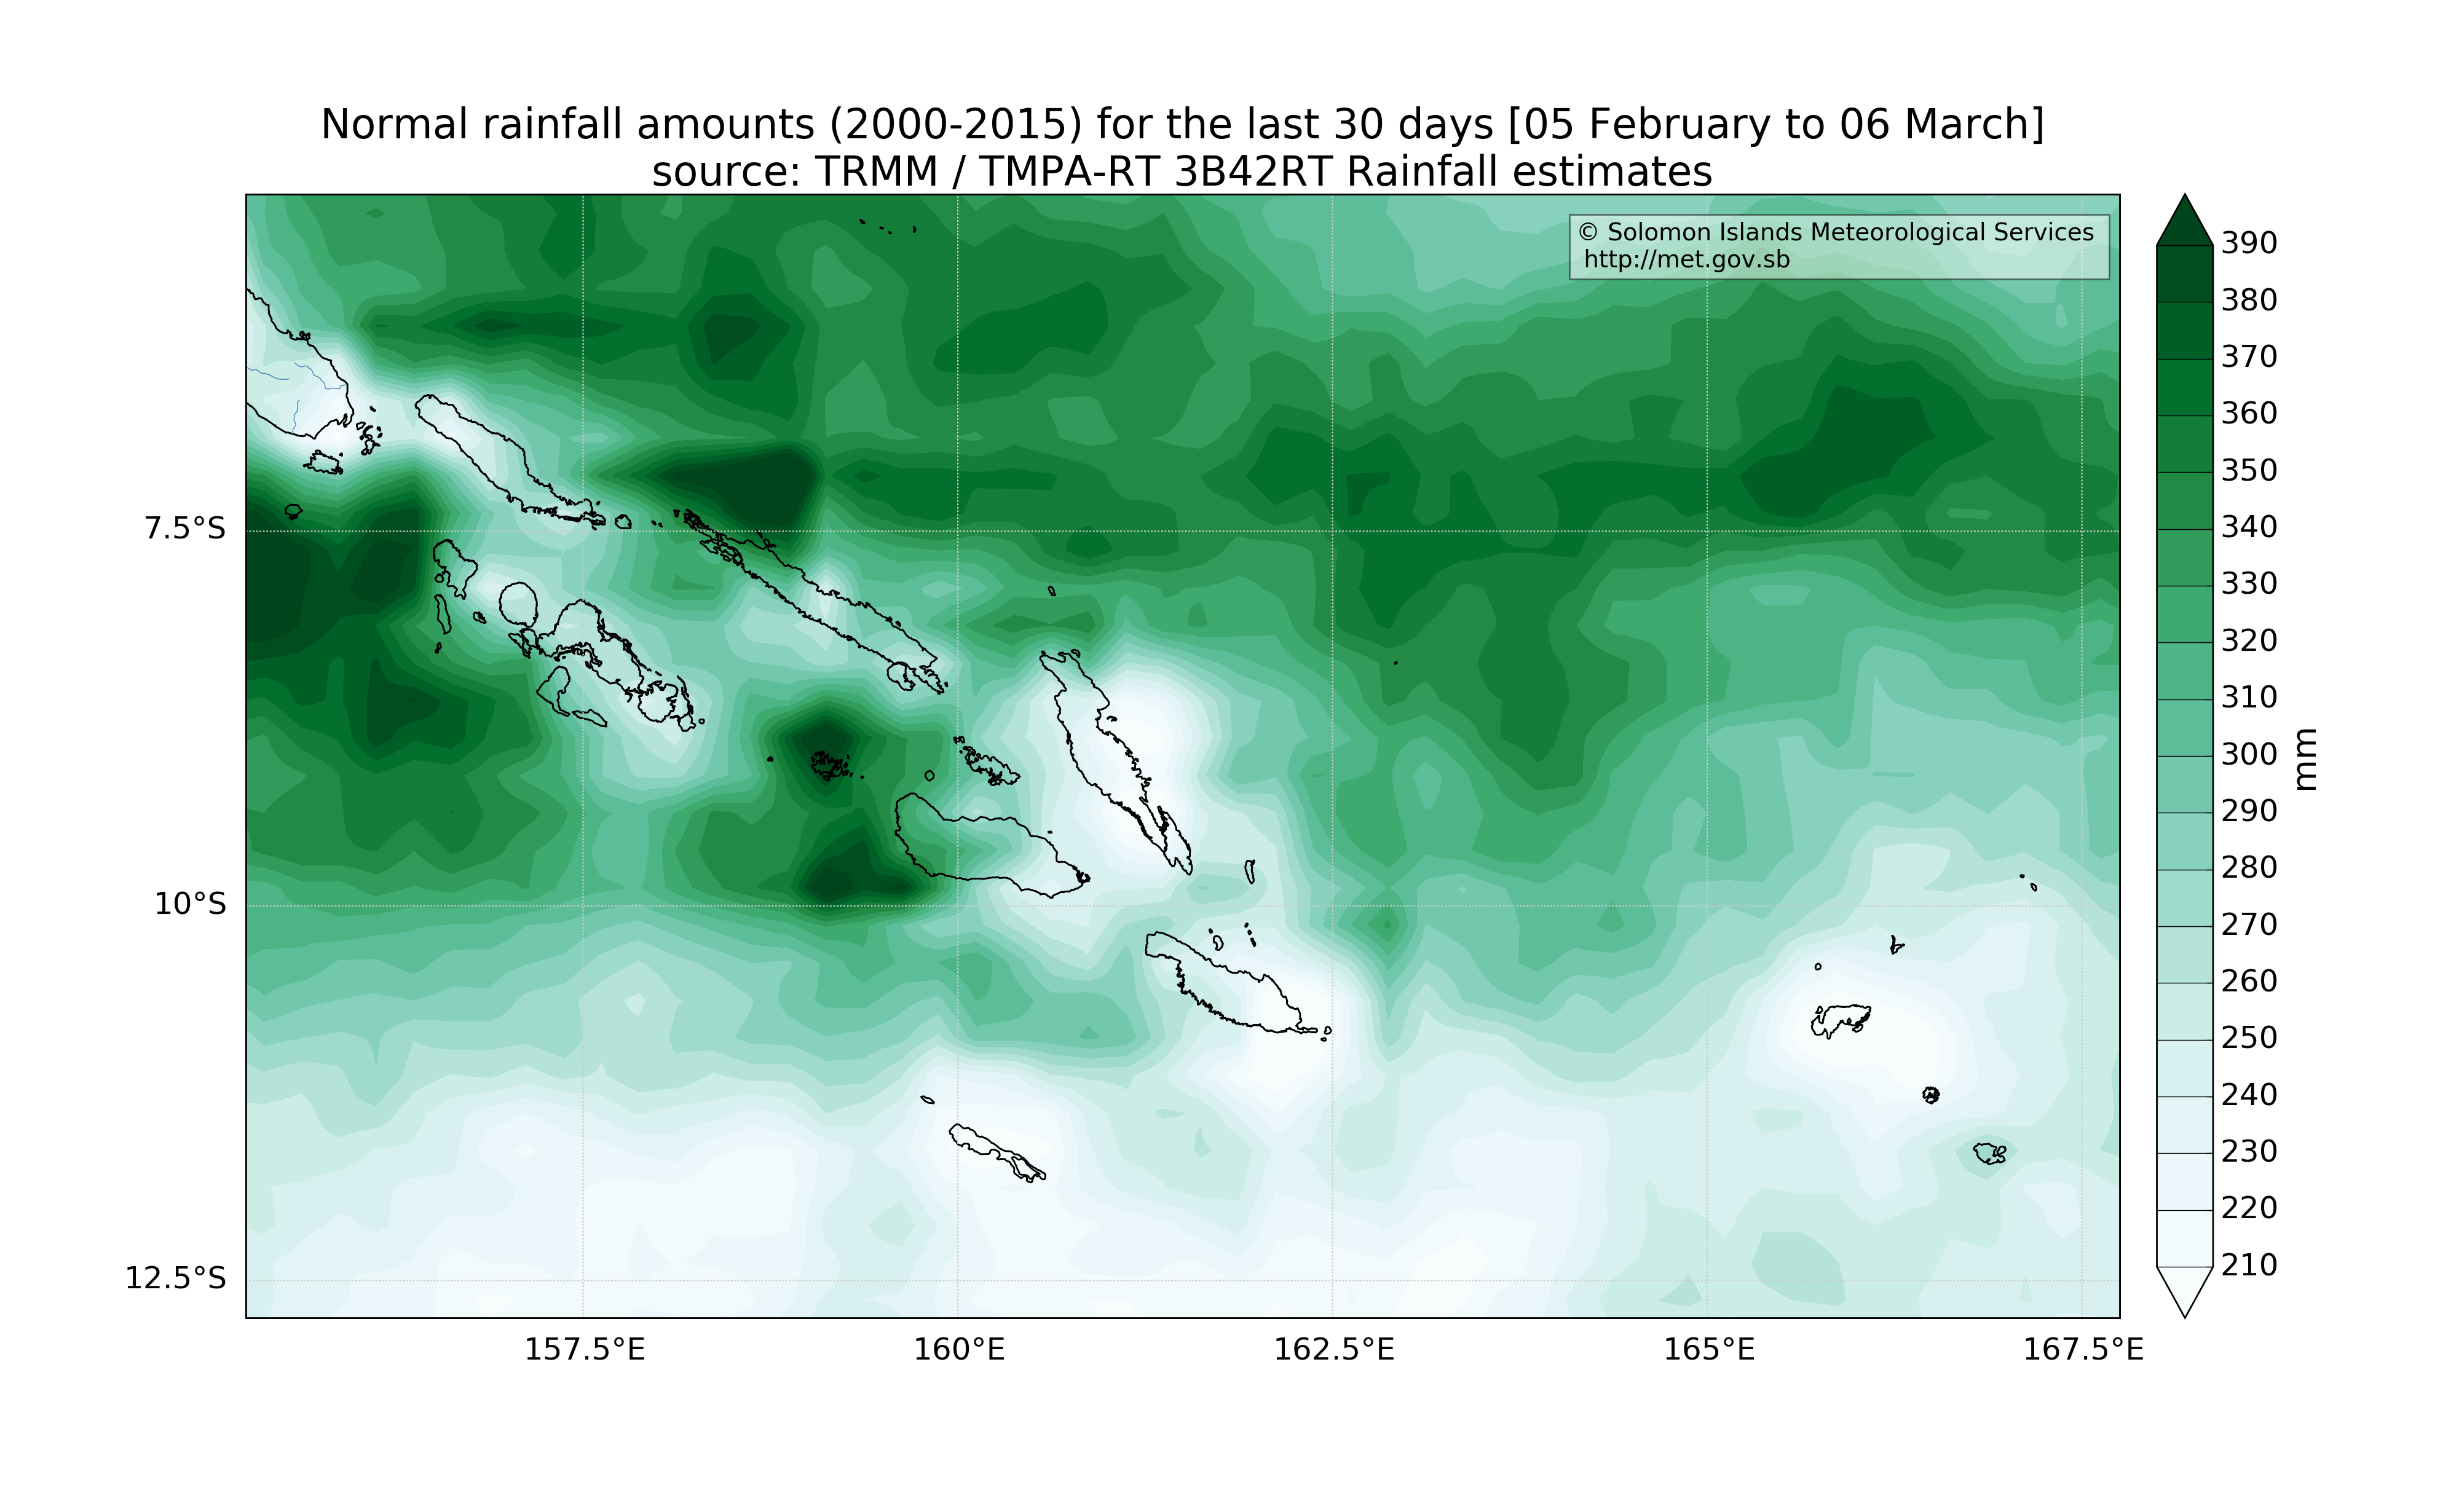 Normal rainfall amounts (2000-2015) for the last 30 days [05 February to 06 March]
source: TRMM / TMPA-RT 3B42RT Rainfall estimates
© Solomon Islands Meteorological Services
http://met.gov.sb
7.5°S
10°S
12.5°S
157.5°E
160°E
162.5°E
165°E
167.5°E
390
380
370
360
350
340
330
320
310
300
290
280
270
260
250
240
230
220
210
mm